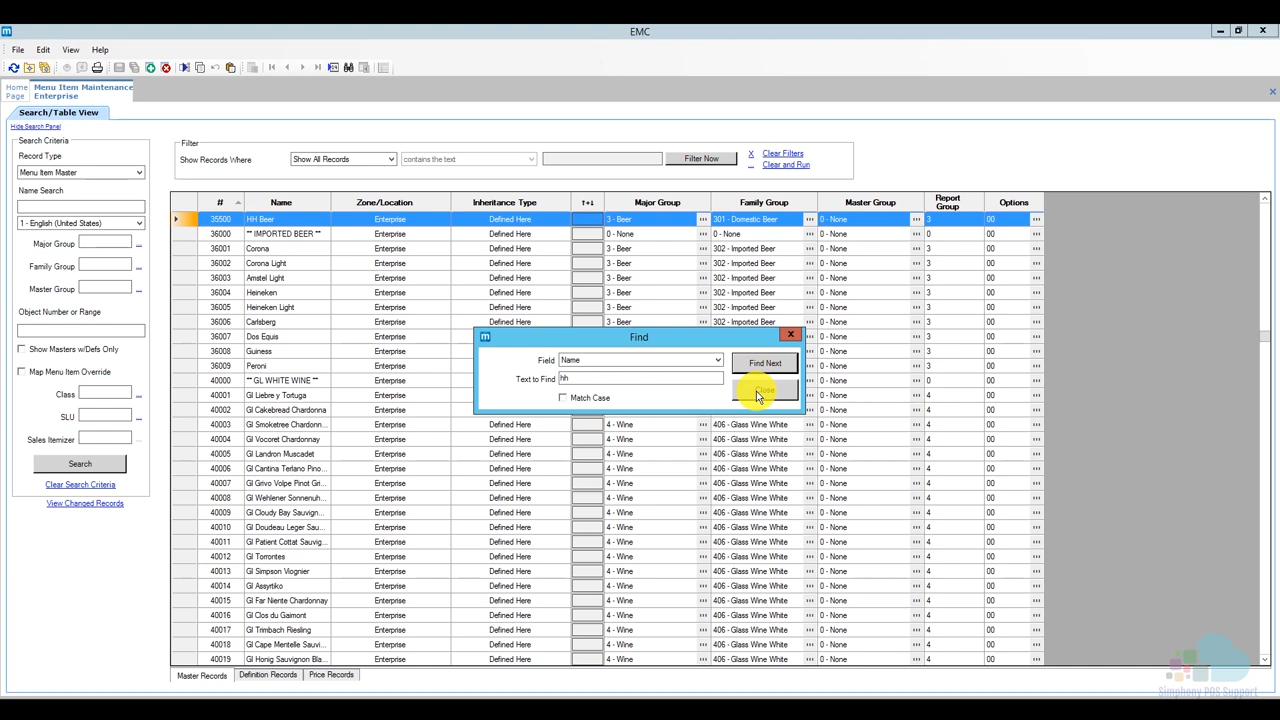 EMC
File Edit View Help
Home Page
Menu Item Maintenance
Enterprise
Search/Table View
Hide Search Panel
Search Criteria
Record Type
Menu Item Master
Name Search
1 - English (United States)
Major Group ...
Family Group ...
Master Group ...
Object Number or Range
Show Masters w/Defs Only
Map Menu Item Override
Class ...
SLU ...
Sales Itemizer ...
Search
Clear Search Criteria
View Changed Records
Filter
Show Records Where Show All Records contains the text Filter Now X Clear Filters
... Clear and Run
# Name Zone/Location Inheritance Type ↑+↓ Major Group Family Group Master Group Report Group Options
35500 HH Beer Enterprise Defined Here 3 - Beer 301 - Domestic Beer 0 - None 3 00
36000 ** IMPORTED BEER ** Enterprise Defined Here 0 - None 0 - None 0 - None 0 00
36001 Corona Enterprise Defined Here 3 - Beer 302 - Imported Beer 0 - None 3 00
36002 Corona Light Enterprise Defined Here 3 - Beer 302 - Imported Beer 0 - None 3 00
36003 Amstel Light Enterprise Defined Here 3 - Beer 302 - Imported Beer 0 - None 3 00
36004 Heineken Enterprise Defined Here 3 - Beer 302 - Imported Beer 0 - None 3 00
36005 Heineken Light Enterprise Defined Here 3 - Beer 302 - Imported Beer 0 - None 3 00
36006 Carlsberg Enterprise Defined Here 3 - Beer 302 - Imported Beer 0 - None 3 00
36007 Dos Equis Enterprise 0 - None 3 00
36008 Guiness Enterprise 0 - None 3 00
36009 Peroni Enterprise 0 - None 3 00
40000 ** GL WHITE WINE ** Enterprise 0 - None 0 00
40001 Gl Liebre y Tortuga Enterprise 0 - None 4 00
40002 Gl Cakebread Chardonna Enterprise 0 - None 4 00
40003 Gl Smoketree Chardonn... Enterprise Defined Here 4 - Wine 406 - Glass Wine White 0 - None 4 00
40004 Gl Vocoret Chardonnay Enterprise Defined Here 4 - Wine 406 - Glass Wine White 0 - None 4 00
40005 Gl Landron Muscadet Enterprise Defined Here 4 - Wine 406 - Glass Wine White 0 - None 4 00
40006 Gl Cantina Terlano Pino... Enterprise Defined Here 4 - Wine 406 - Glass Wine White 0 - None 4 00
40007 Gl Grivo Volpe Pinot Gri... Enterprise Defined Here 4 - Wine 406 - Glass Wine White 0 - None 4 00
40008 Gl Wehlener Sonnenuh... Enterprise Defined Here 4 - Wine 406 - Glass Wine White 0 - None 4 00
40009 Gl Cloudy Bay Sauvign... Enterprise Defined Here 4 - Wine 406 - Glass Wine White 0 - None 4 00
40010 Gl Doudeau Leger Sau... Enterprise Defined Here 4 - Wine 406 - Glass Wine White 0 - None 4 00
40011 Gl Patient Cottat Sauvig... Enterprise Defined Here 4 - Wine 406 - Glass Wine White 0 - None 4 00
40012 Gl Torrontes Enterprise Defined Here 4 - Wine 406 - Glass Wine White 0 - None 4 00
40013 Gl Simpson Viognier Enterprise Defined Here 4 - Wine 406 - Glass Wine White 0 - None 4 00
40014 Gl Assyrtiko Enterprise Defined Here 4 - Wine 406 - Glass Wine White 0 - None 4 00
40015 Gl Far Niente Chardonnay Enterprise Defined Here 4 - Wine 406 - Glass Wine White 0 - None 4 00
40016 Gl Clos du Gaimont Enterprise Defined Here 4 - Wine 406 - Glass Wine White 0 - None 4 00
40017 Gl Trimbach Riesling Enterprise Defined Here 4 - Wine 406 - Glass Wine White 0 - None 4 00
40018 Gl Cape Mentelle Sauvi... Enterprise Defined Here 4 - Wine 406 - Glass Wine White 0 - None 4 00
40019 Gl Honig Sauvignon Bla... Enterprise Defined Here 4 - Wine 406 - Glass Wine White 0 - None 4 00
Find
Field Name Find Next
Text to Find hh Close
Match Case
Master Records Definition Records Price Records
Simphony POS Support